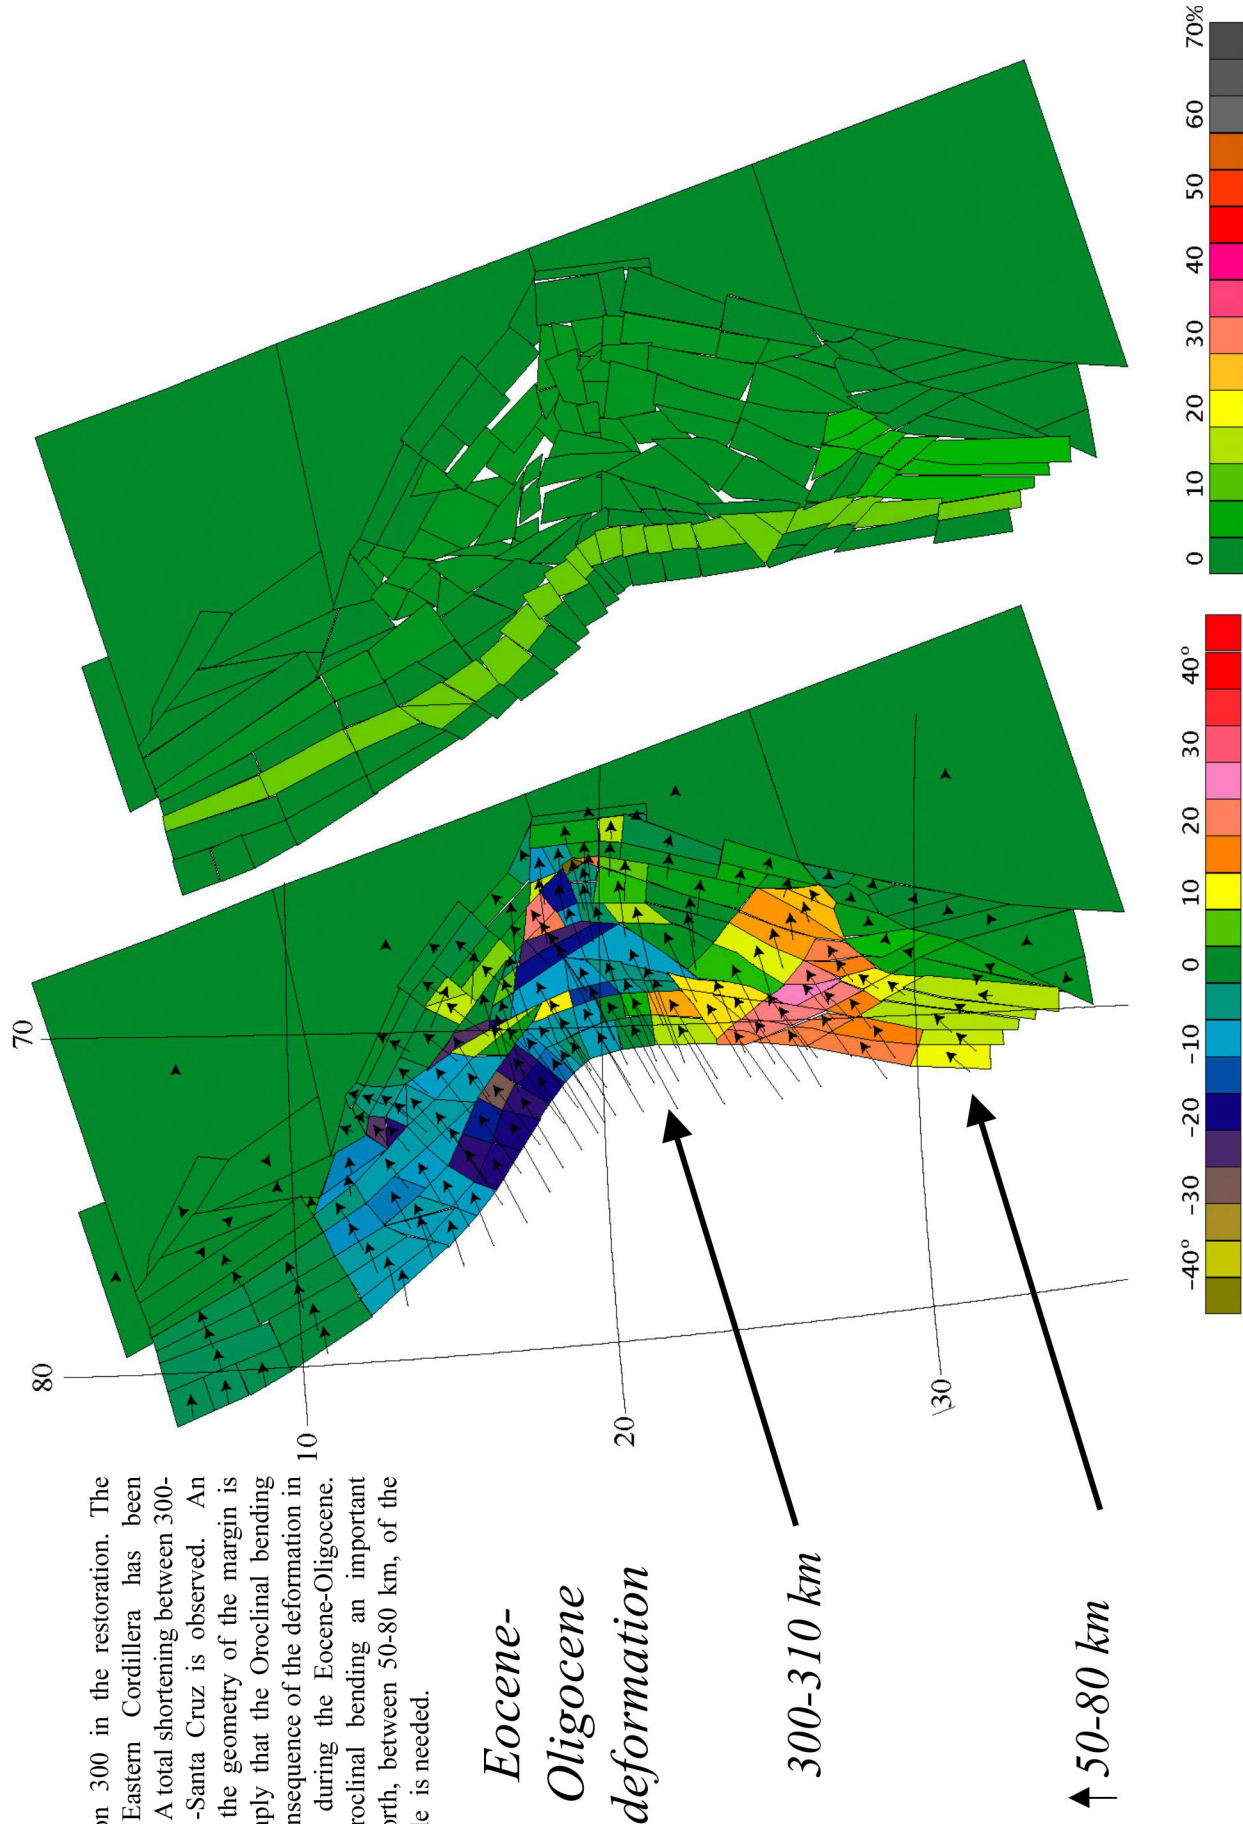 on 300 in the restoration. The
Eastern Cordillera has been
A total shortening between 300-
-Santa Cruz is observed. An
the geometry of the margin is
ply that the Oroclinal bending
nsequence of the deformation in
during the Eocene-Oligocene.
roclinal bending an important
rth, between 50-80 km, of the
le is needed.
Eocene-
Oligocene
deformation
300-310 km
50-80 km
80
70
10
20
30
−40° −30 −20 −10 0 10 20 30 40°
0 10 20 30 40 50 60 70%